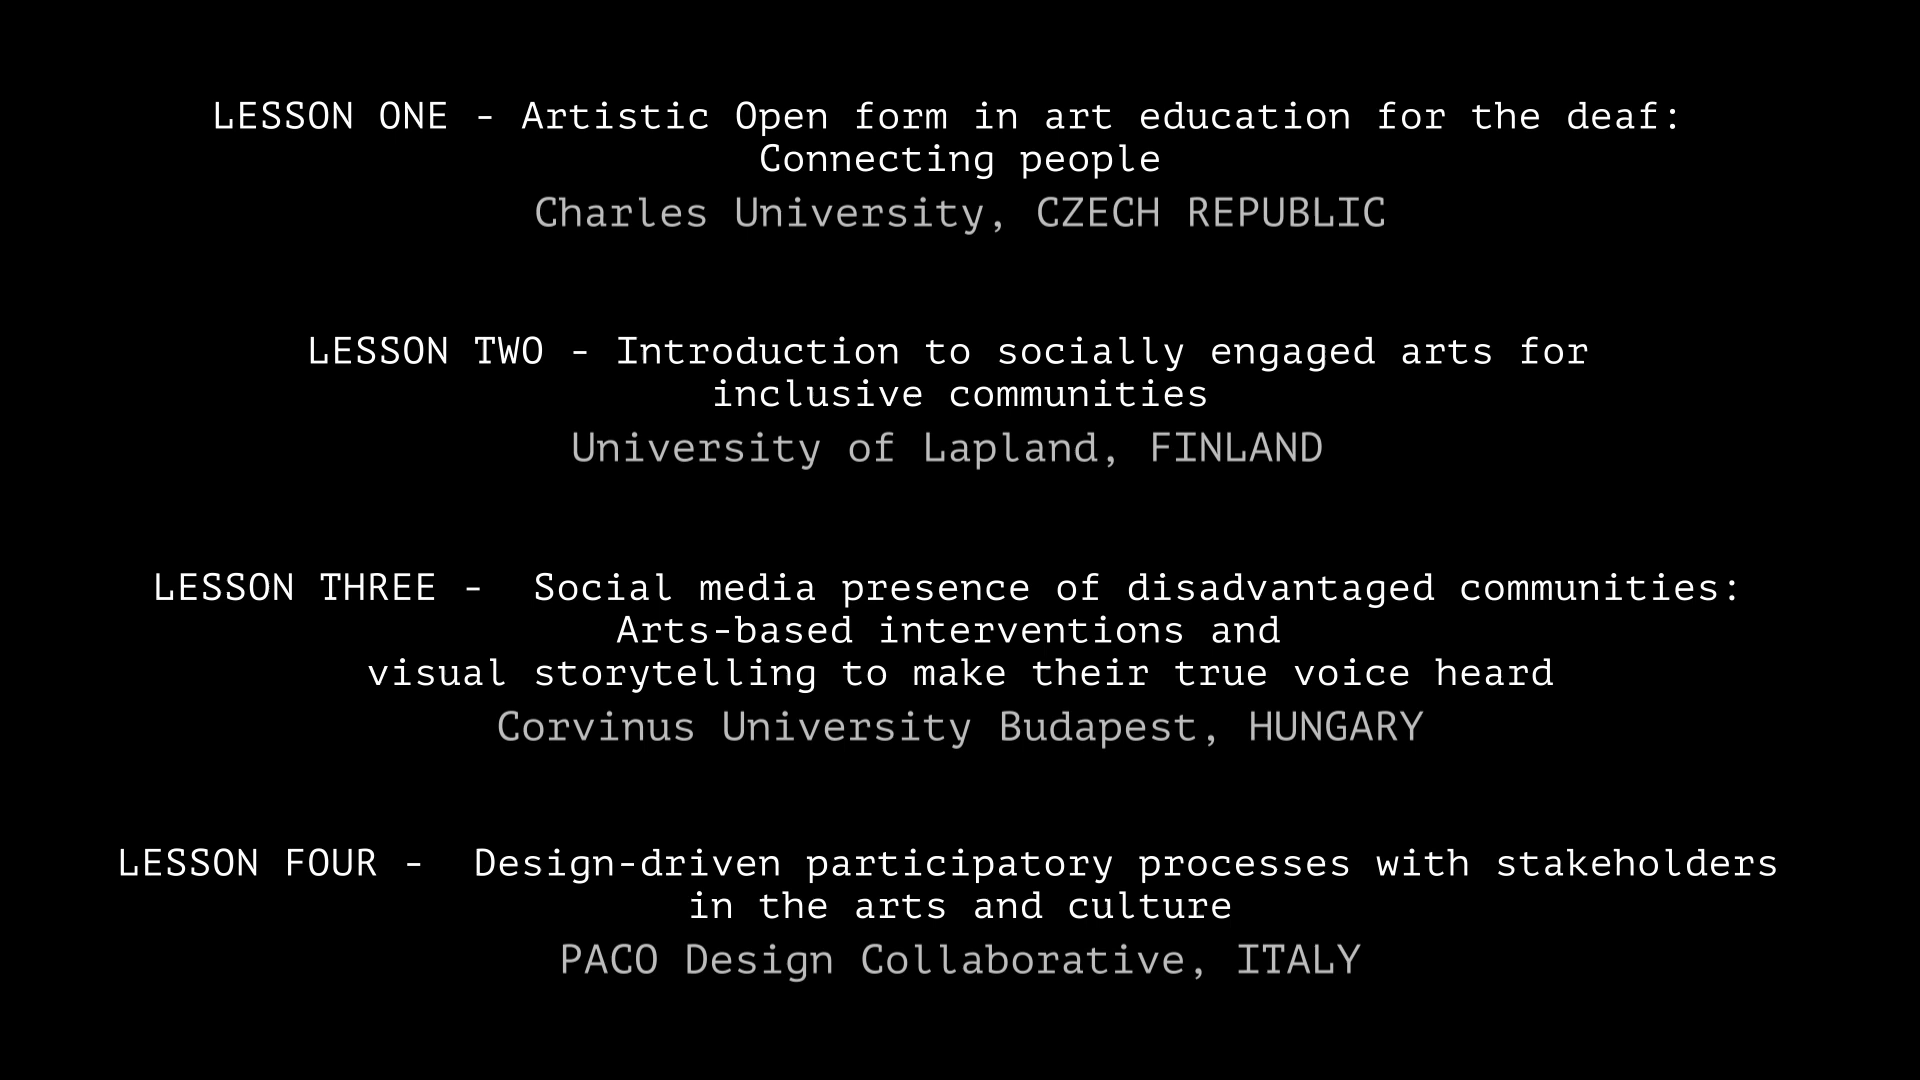 LESSON ONE - Artistic Open form in art education for the deaf:
Connecting people
Charles University, CZECH REPUBLIC
LESSON TWO - Introduction to socially engaged arts for
inclusive communities
University of Lapland, FINLAND
LESSON THREE - Social media presence of disadvantaged communities:
Arts-based interventions and
visual storytelling to make their true voice heard
Corvinus University Budapest, HUNGARY
LESSON FOUR - Design-driven participatory processes with stakeholders
in the arts and culture
PACO Design Collaborative, ITALY